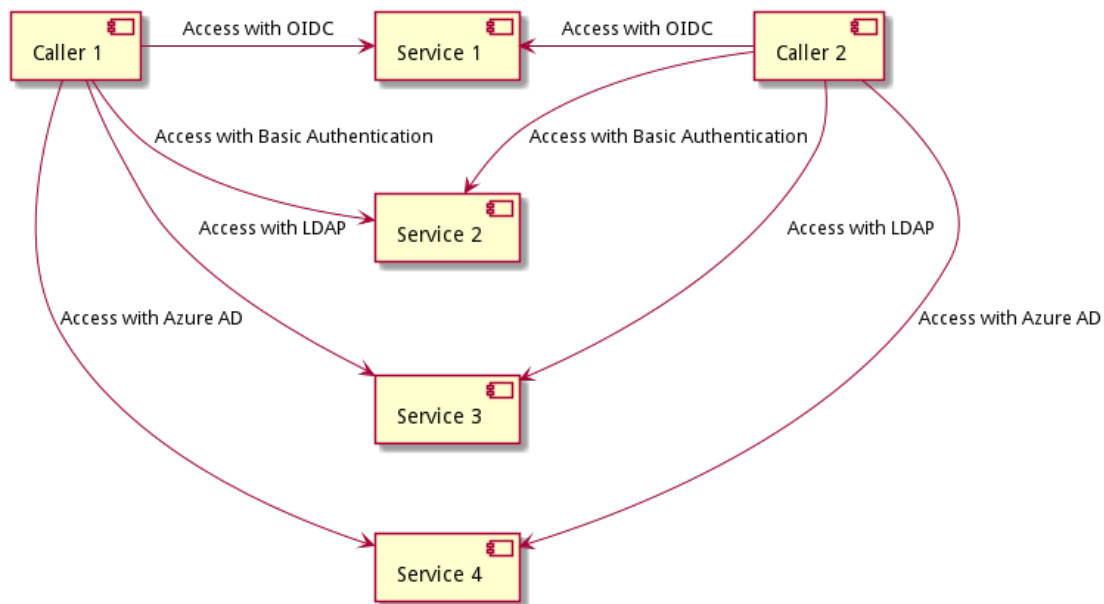 Access with OIDC
Access with OIDC
Caller 1
Service 1
Caller 2
Access with Basic Authentication
Access with Basic Authentication
Service 2
Access with LDAP
Access with LDAP
Access with Azure AD
Access with Azure AD
Service 3
Service 4